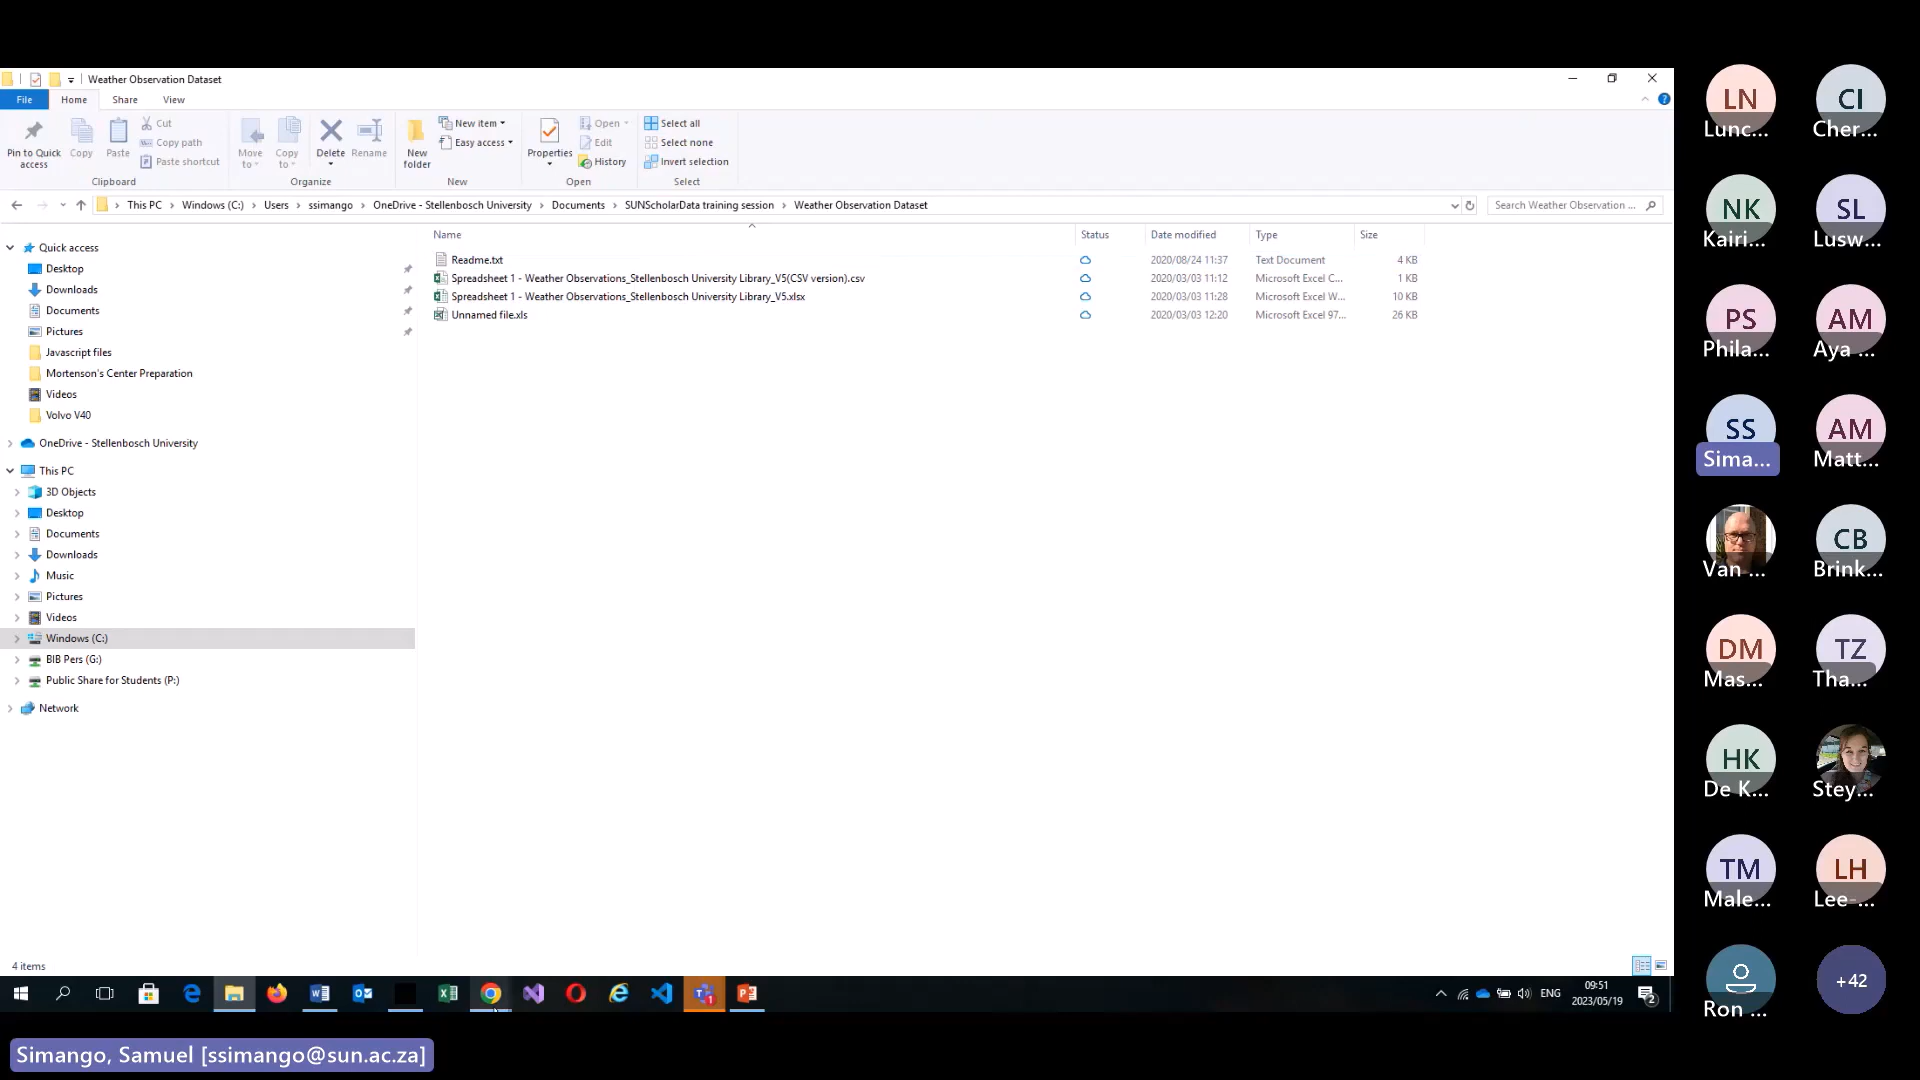 Weather Observation Dataset
File Home Share View
Pin to Quick access
Copy
Paste
Cut
Copy path
Paste shortcut
Clipboard
Move to
Copy to
Delete
Rename
Organize
New folder
New item
Easy access
New
Properties
Open
Edit
History
Open
Select all
Select none
Invert selection
Select
This PC > Windows (C:) > Users > ssimango > OneDrive - Stellenbosch University > Documents > SUNScholarData training session > Weather Observation Dataset
Search Weather Observation ...
Name Status Date modified Type Size
Readme.txt 2020/08/24 11:37 Text Document 4 KB
Spreadsheet 1 - Weather Observations_Stellenbosch University Library_V5(CSV version).csv 2020/03/03 11:12 Microsoft Excel C... 1 KB
Spreadsheet 1 - Weather Observations_Stellenbosch University Library_V5.xlsx 2020/03/03 11:28 Microsoft Excel W... 10 KB
Unnamed file.xls 2020/03/03 12:20 Microsoft Excel 97... 26 KB
Quick access
Desktop
Downloads
Documents
Pictures
Javascript files
Mortenson's Center Preparation
Videos
Volvo V40
OneDrive - Stellenbosch University
This PC
3D Objects
Desktop
Documents
Downloads
Music
Pictures
Videos
Windows (C:)
BIB Pers (G:)
Public Share for Students (P:)
Network
4 items
ENG
09:51
2023/05/19
2
LN CI
Lunc... Cher...
NK SL
Kairi... Lusw...
PS AM
Phila... Aya ...
SS AM
Sima... Matt...
CB
Van ... Brink...
DM TZ
Mas... Tha...
HK
De K... Stey...
TM LH
Male... Lee-...
+42
Ron ...
Simango, Samuel [ssimango@sun.ac.za]